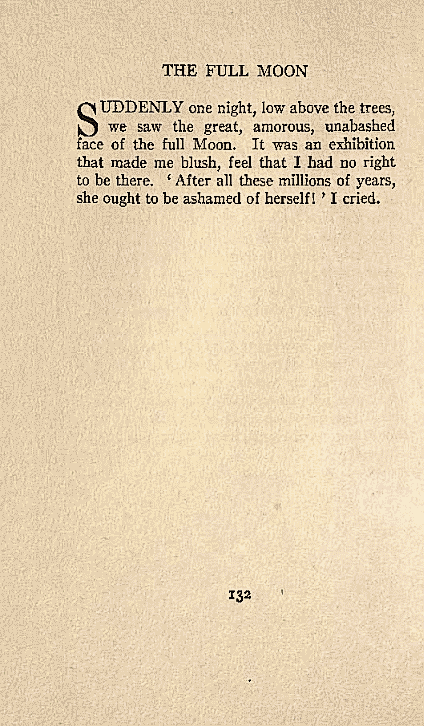 THE FULL MOON
SUDDENLY one night, low above the trees,
we saw the great, amorous, unabashed
face of the full Moon. It was an exhibition
that made me blush, feel that I had no right
to be there. ‘ After all these millions of years,
she ought to be ashamed of herself! ’ I cried.
132